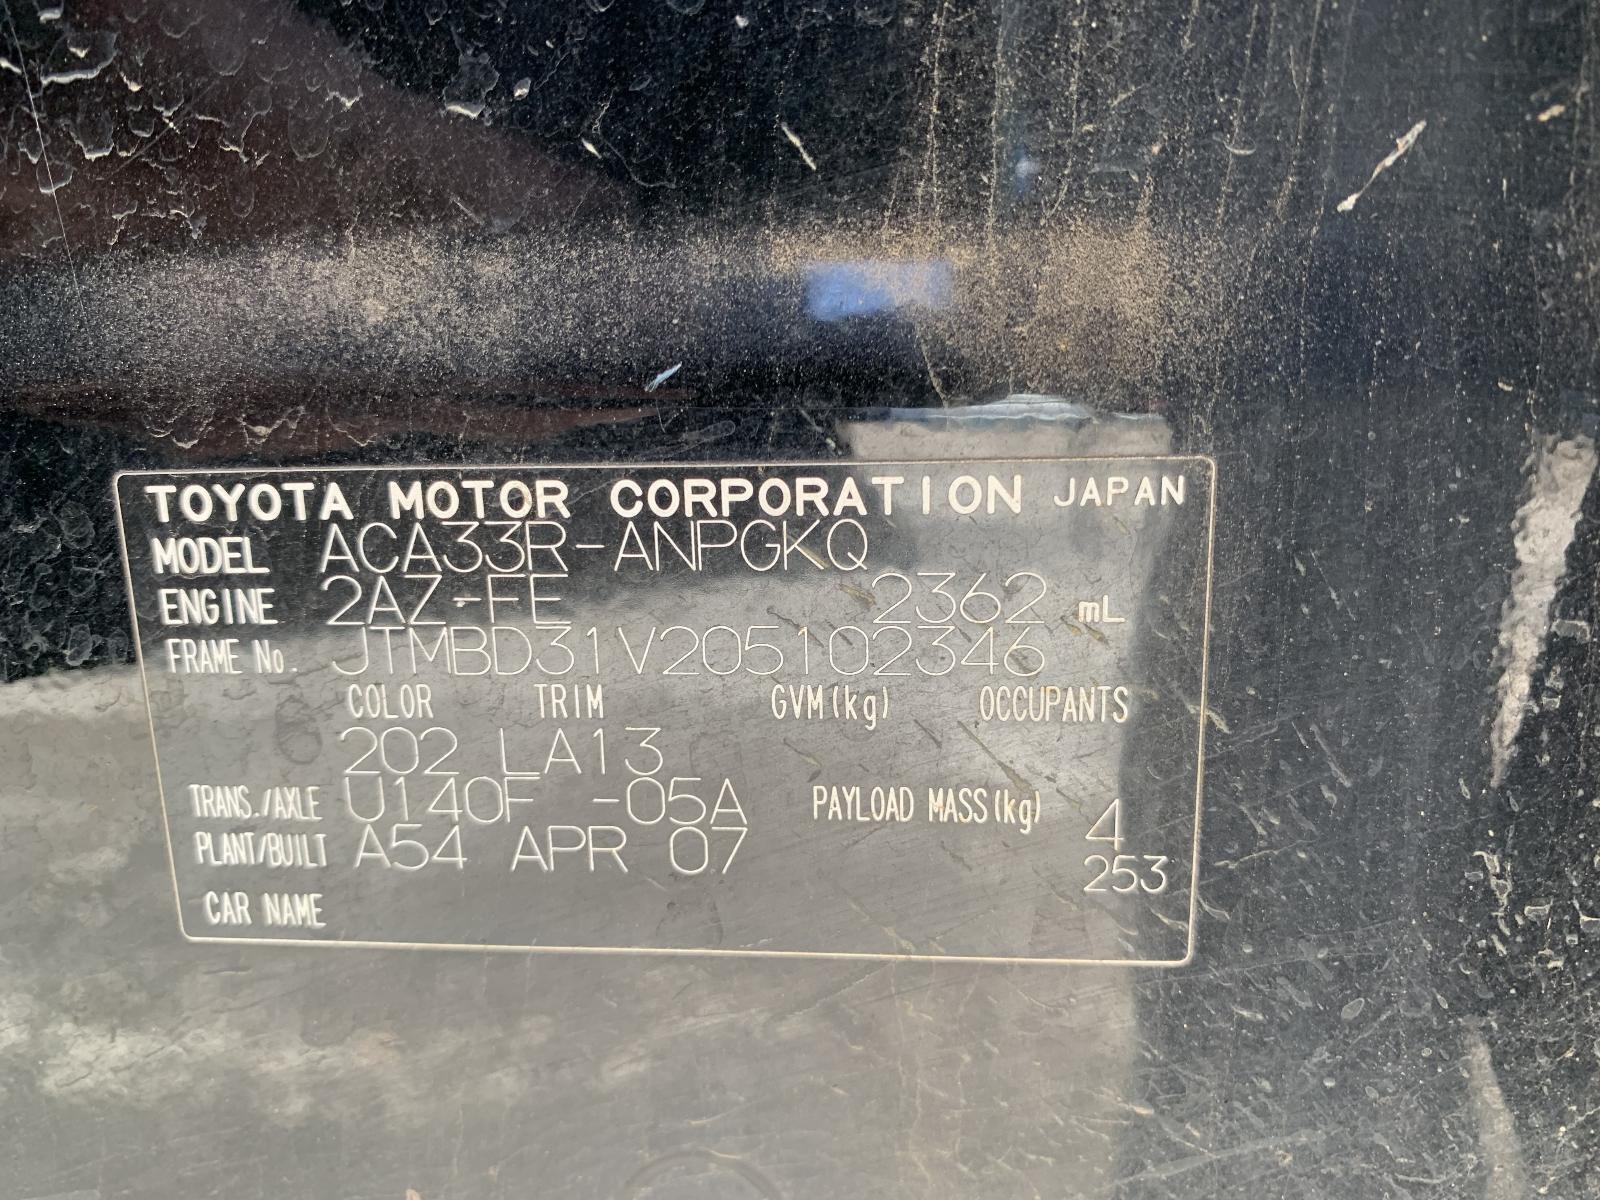 TOYOTA MOTOR CORPORATION JAPAN
MODEL ACA33R-ANPGKQ
ENGINE 2AZ-FE 2362 mL
FRAME No. JTMBD31V205102346
COLOR TRIM GVM(kg) OCCUPANTS
202 LA13
TRANS./AXLE U140F -05A PAYLOAD MASS(kg) 4
PLANT/BUILT A54 APR 07 253
CAR NAME